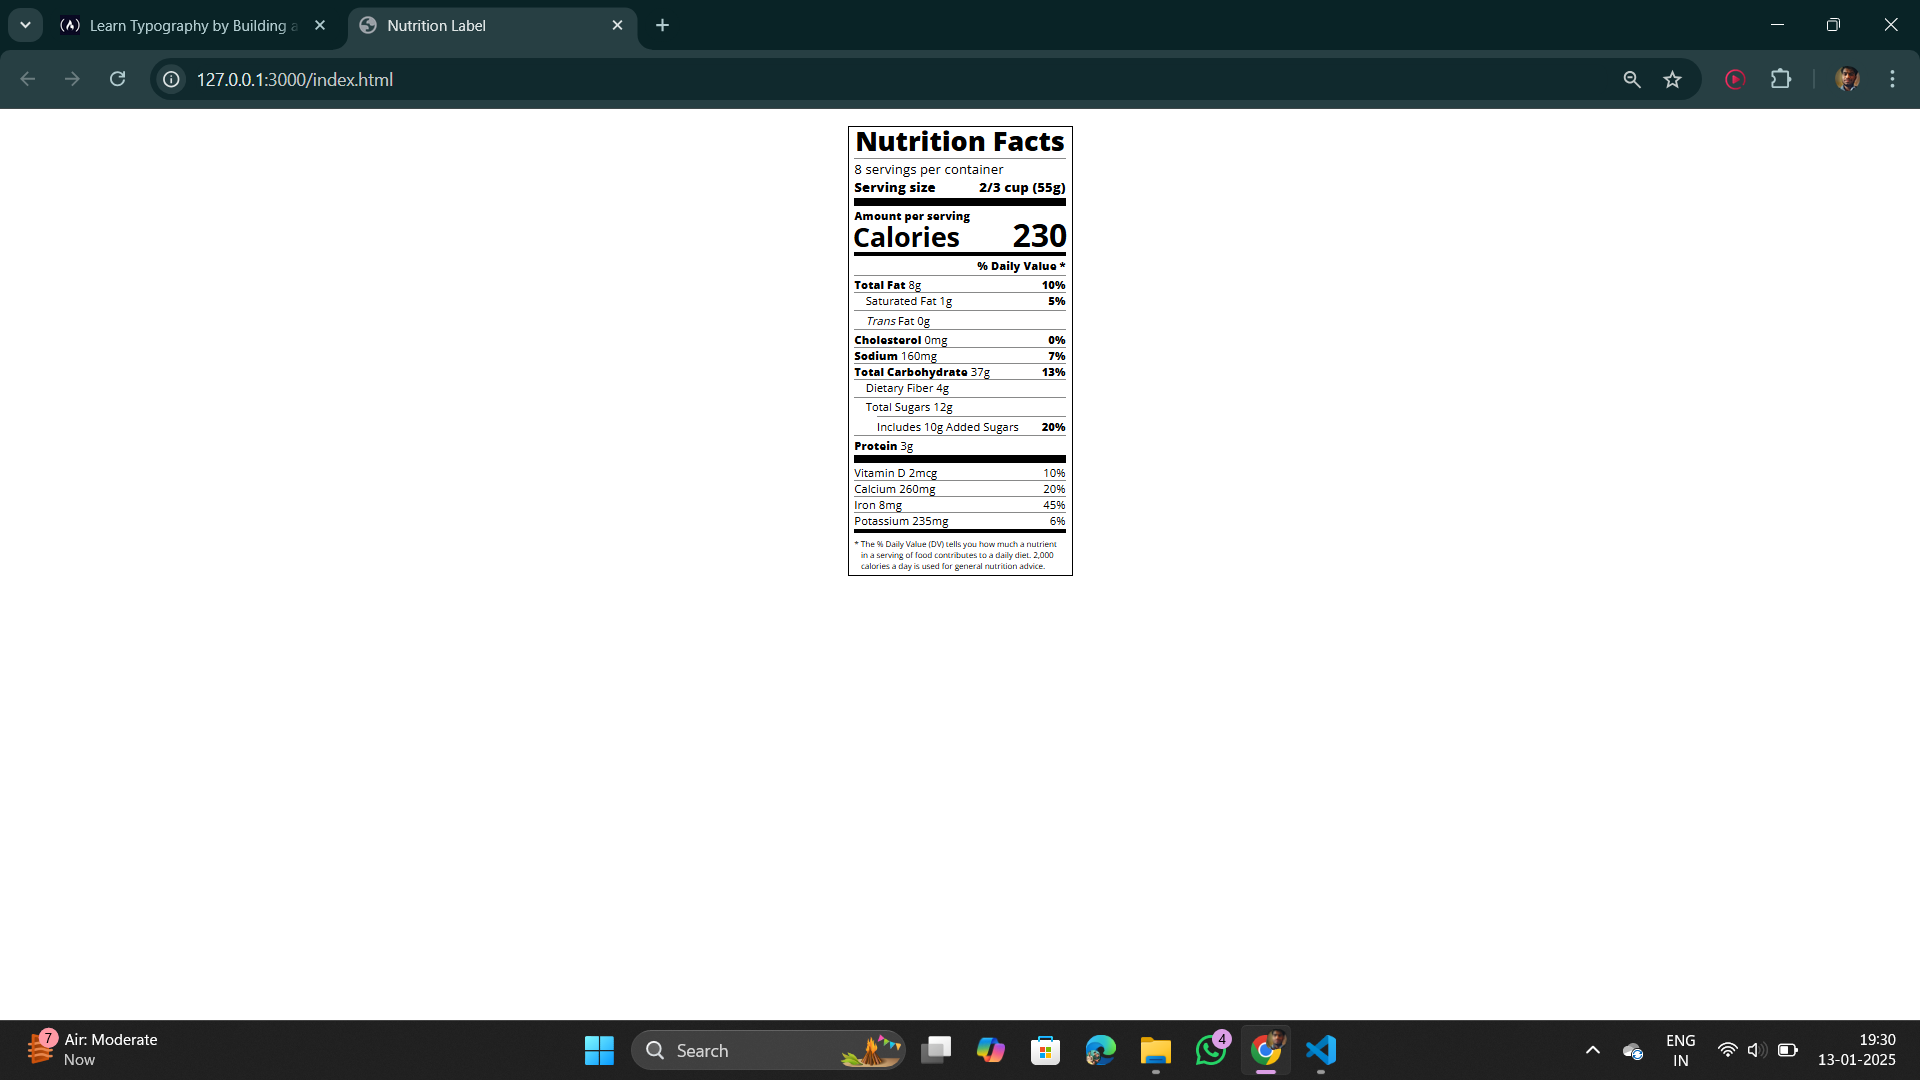 Learn Typography by Building a
Nutrition Label
127.0.0.1:3000/index.html
Nutrition Facts
8 servings per container
Serving size 2/3 cup (55g)
Amount per serving
Calories 230
% Daily Value *
Total Fat 8g 10%
Saturated Fat 1g 5%
Trans Fat 0g
Cholesterol 0mg 0%
Sodium 160mg 7%
Total Carbohydrate 37g 13%
Dietary Fiber 4g
Total Sugars 12g
Includes 10g Added Sugars 20%
Protein 3g
Vitamin D 2mcg 10%
Calcium 260mg 20%
Iron 8mg 45%
Potassium 235mg 6%
* The % Daily Value (DV) tells you how much a nutrient
in a serving of food contributes to a daily diet. 2,000
calories a day is used for general nutrition advice.
7
Air: Moderate
Now
Search
4
ENG
IN
19:30
13-01-2025